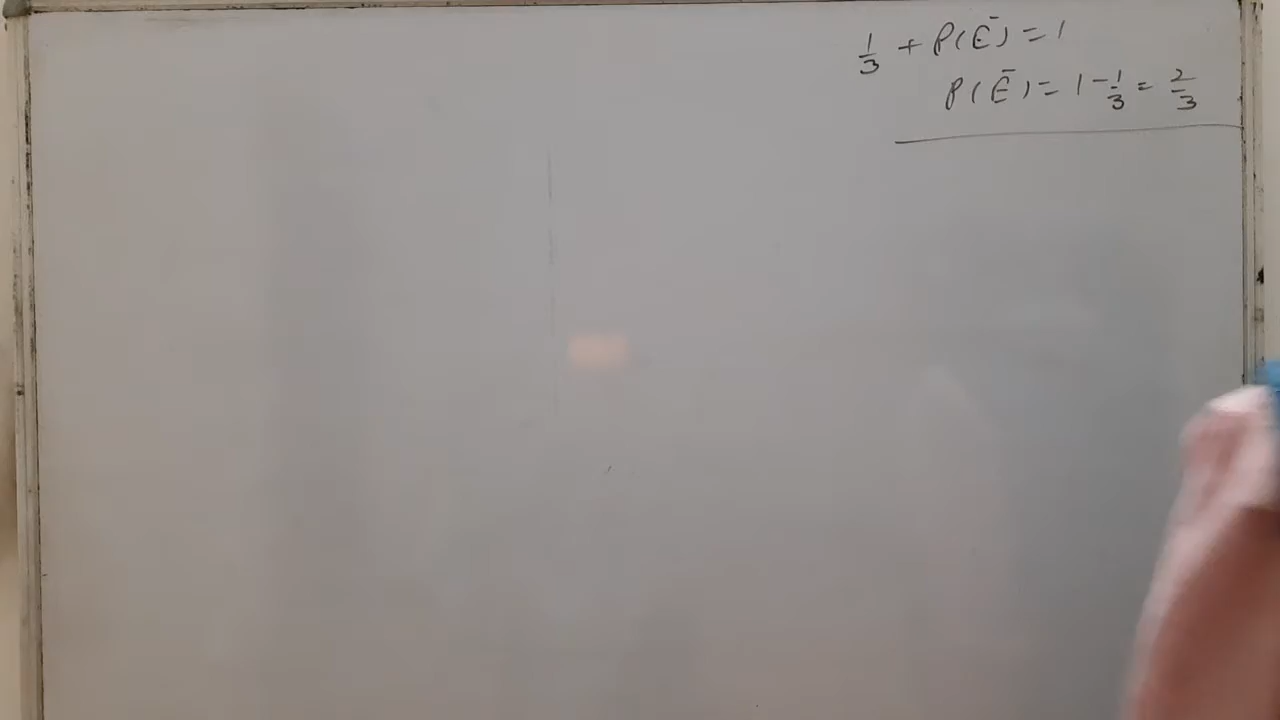 1/3 + P(Ē) = 1
P(Ē) = 1 - 1/3 = 2/3